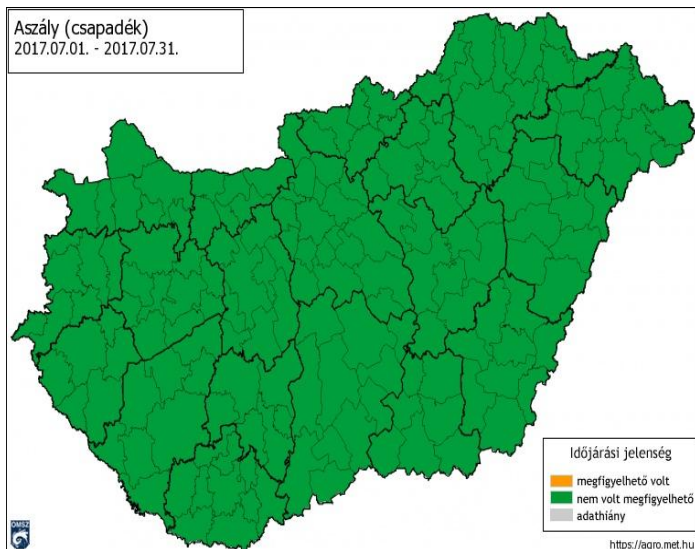 Aszály (csapadék)
2017.07.01. - 2017.07.31.
Időjárási jelenség
megfigyelhető volt
nem volt megfigyelhető
adathiány
OMSZ
https://agro.met.hu